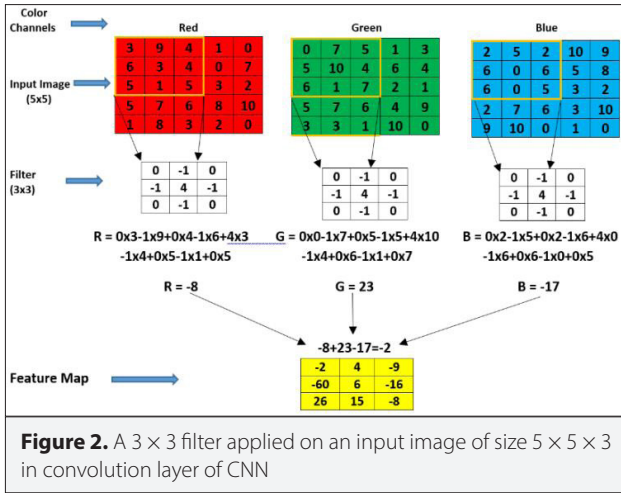 Color
Channels
Red
Green
Blue
Input Image
(5x5)
3 9 4 1 0
6 3 4 0 7
5 1 5 3 2
5 7 6 8 10
1 8 3 2 0
0 7 5 1 3
5 10 4 6 4
6 1 7 2 1
5 7 6 4 9
3 3 1 10 0
2 5 2 10 9
6 0 6 5 8
6 0 5 3 2
2 7 6 3 10
9 10 0 1 0
Filter
(3x3)
0 -1 0
-1 4 -1
0 -1 0
0 -1 0
-1 4 -1
0 -1 0
0 -1 0
-1 4 -1
0 -1 0
R = 0x3-1x9+0x4-1x6+4x3
-1x4+0x5-1x1+0x5
R = -8
G = 0x0-1x7+0x5-1x5+4x10
-1x4+0x6-1x1+0x7
G = 23
B = 0x2-1x5+0x2-1x6+4x0
-1x6+0x6-1x0+0x5
B = -17
-8+23-17=-2
Feature Map
-2 4 -9
-60 6 -16
26 15 -8
Figure 2. A 3 × 3 filter applied on an input image of size 5 × 5 × 3
in convolution layer of CNN